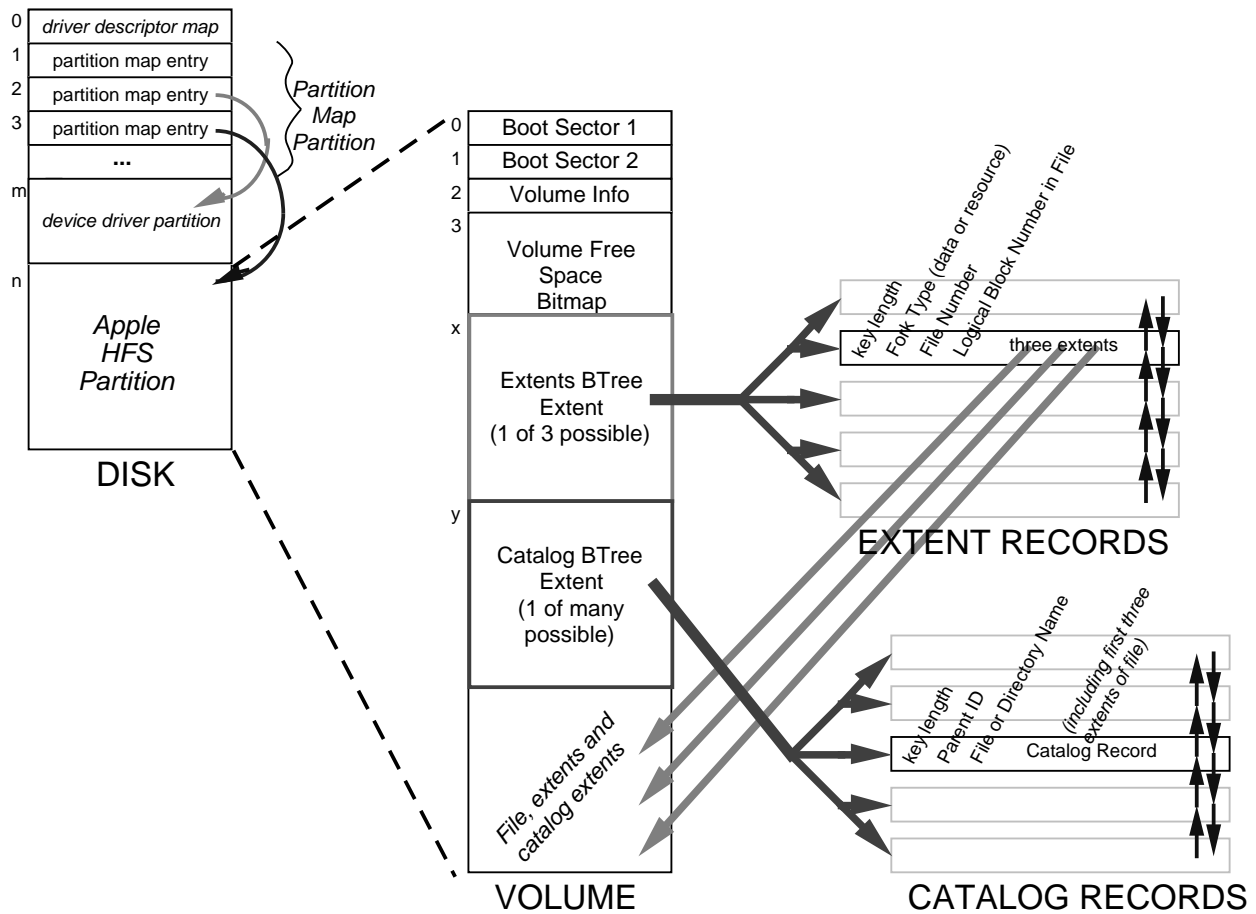 0
driver descriptor map
1
partition map entry
2
partition map entry
3
partition map entry
...
m
device driver partition
n
Apple
HFS
Partition
DISK
Partition
Map
Partition
0
Boot Sector 1
1
Boot Sector 2
2
Volume Info
3
Volume Free
Space
Bitmap
x
Extents BTree
Extent
(1 of 3 possible)
y
Catalog BTree
Extent
(1 of many
possible)
File, extents and
catalog extents
VOLUME
key length
Fork Type (data or resource)
File Number
Logical Block Number in File
three extents
EXTENT RECORDS
key length
Parent ID
File or Directory Name
(including first three
extents of file)
Catalog Record
CATALOG RECORDS